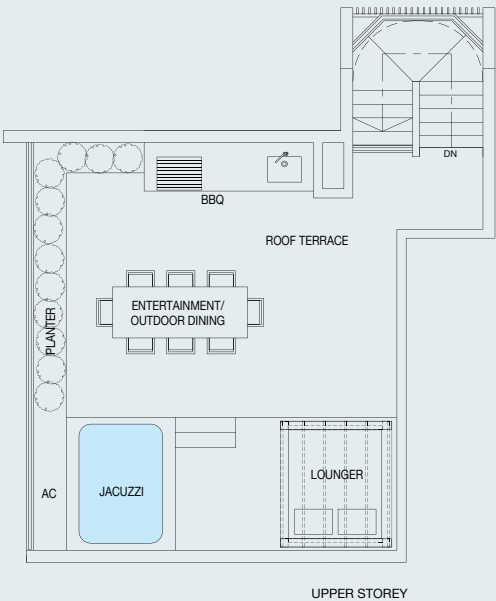 DN
BBQ
ROOF TERRACE
ENTERTAINMENT/
OUTDOOR DINING
PLANTER
LOUNGER
AC
JACUZZI
UPPER STOREY